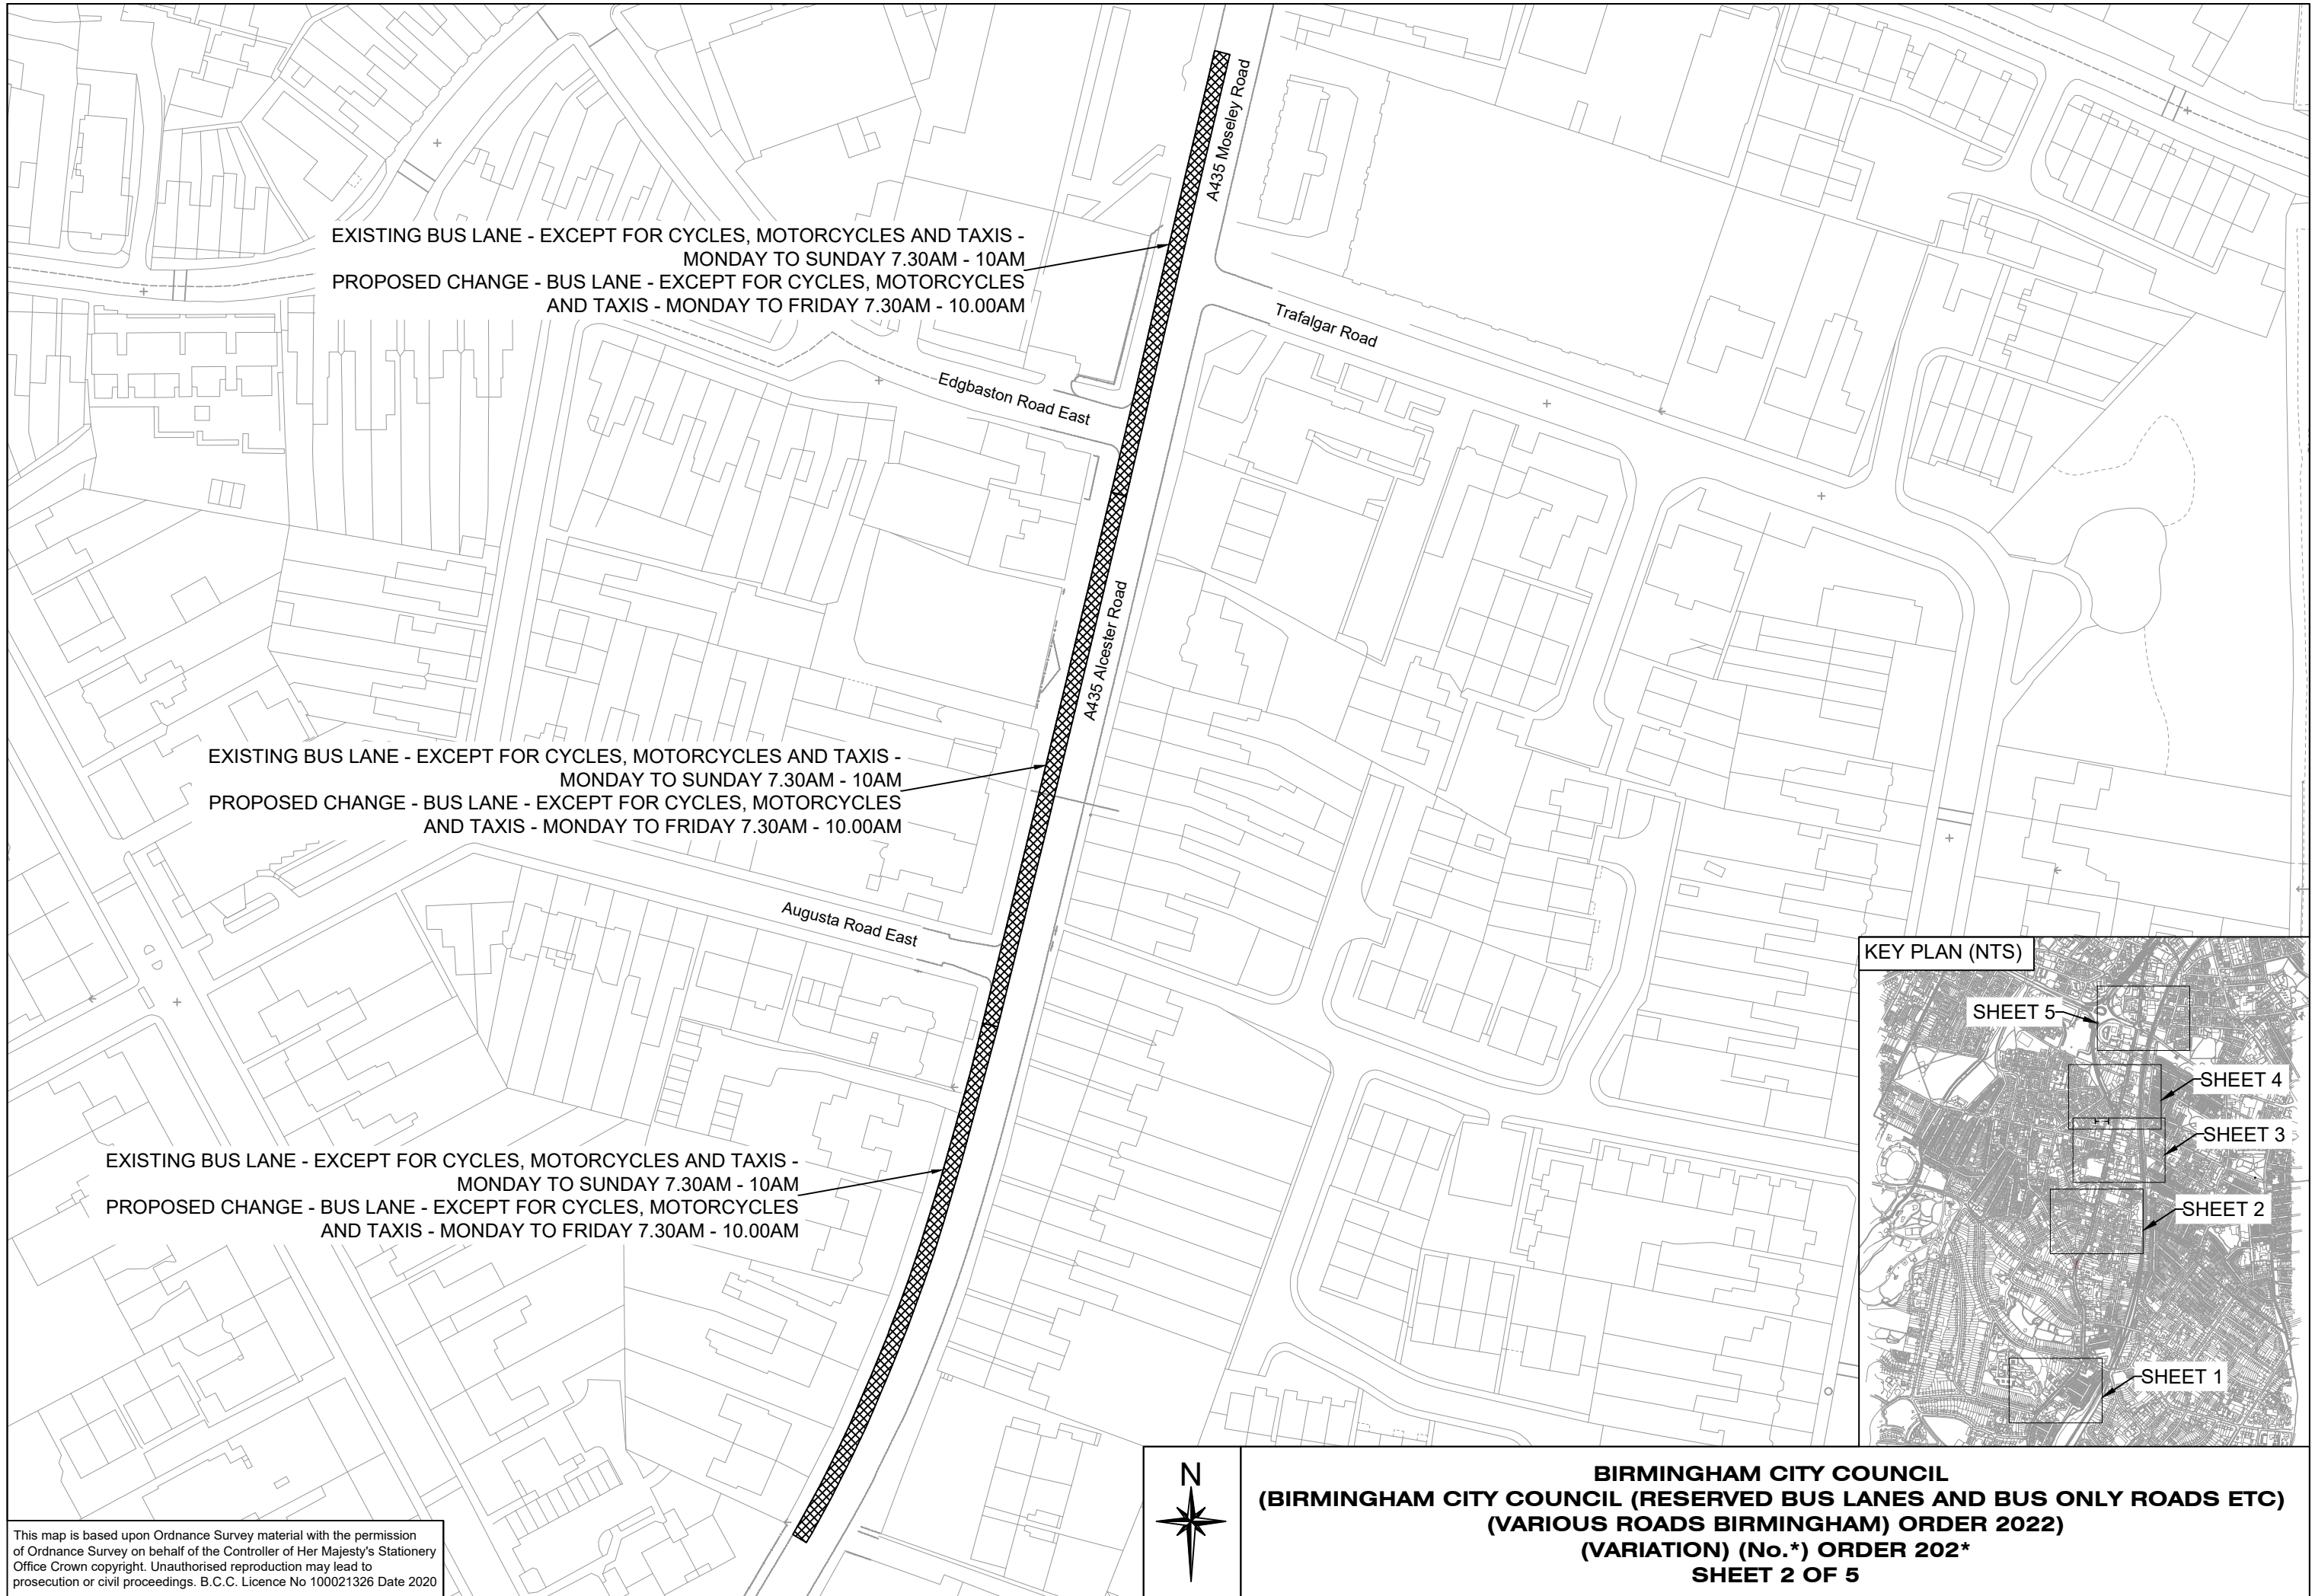 A435 Moseley Road
EXISTING BUS LANE - EXCEPT FOR CYCLES, MOTORCYCLES AND TAXIS -
MONDAY TO SUNDAY 7.30AM - 10AM
PROPOSED CHANGE - BUS LANE - EXCEPT FOR CYCLES, MOTORCYCLES
AND TAXIS - MONDAY TO FRIDAY 7.30AM - 10.00AM
Trafalgar Road
Edgbaston Road East
A435 Alcester Road
EXISTING BUS LANE - EXCEPT FOR CYCLES, MOTORCYCLES AND TAXIS -
MONDAY TO SUNDAY 7.30AM - 10AM
PROPOSED CHANGE - BUS LANE - EXCEPT FOR CYCLES, MOTORCYCLES
AND TAXIS - MONDAY TO FRIDAY 7.30AM - 10.00AM
Augusta Road East
EXISTING BUS LANE - EXCEPT FOR CYCLES, MOTORCYCLES AND TAXIS -
MONDAY TO SUNDAY 7.30AM - 10AM
PROPOSED CHANGE - BUS LANE - EXCEPT FOR CYCLES, MOTORCYCLES
AND TAXIS - MONDAY TO FRIDAY 7.30AM - 10.00AM
KEY PLAN (NTS)
SHEET 5
SHEET 4
SHEET 3
SHEET 2
SHEET 1
N
BIRMINGHAM CITY COUNCIL
(BIRMINGHAM CITY COUNCIL (RESERVED BUS LANES AND BUS ONLY ROADS ETC)
(VARIOUS ROADS BIRMINGHAM) ORDER 2022)
(VARIATION) (No.*) ORDER 202*
SHEET 2 OF 5
This map is based upon Ordnance Survey material with the permission
of Ordnance Survey on behalf of the Controller of Her Majesty's Stationery
Office Crown copyright. Unauthorised reproduction may lead to
prosecution or civil proceedings. B.C.C. Licence No 100021326 Date 2020